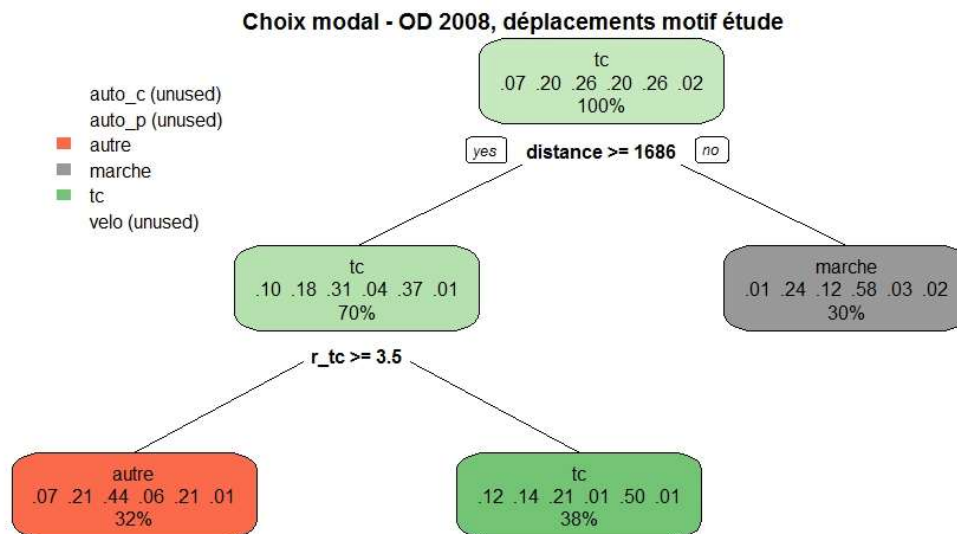 Choix modal - OD 2008, déplacements motif étude
tc
.07 .20 .26 .20 .26 .02
100%
auto_c (unused)
auto_p (unused)
autre
marche
tc
velo (unused)
yes distance >= 1686 no
tc
.10 .18 .31 .04 .37 .01
70%
marche
.01 .24 .12 .58 .03 .02
30%
r_tc >= 3.5
autre
.07 .21 .44 .06 .21 .01
32%
tc
.12 .14 .21 .01 .50 .01
38%